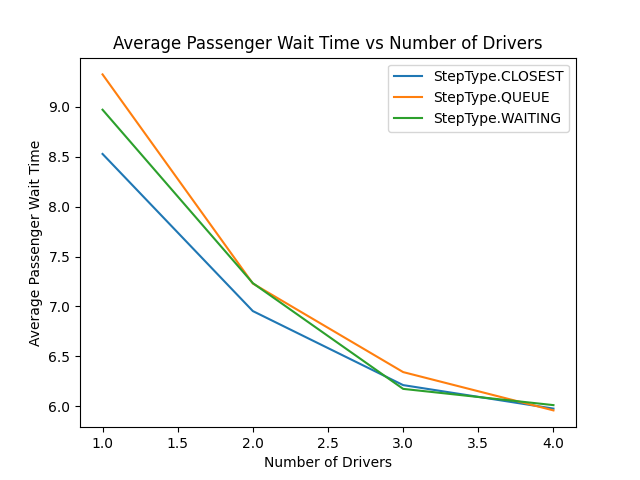 Average Passenger Wait Time vs Number of Drivers
StepType.CLOSEST
StepType.QUEUE
StepType.WAITING
Average Passenger Wait Time
9.0
8.5
8.0
7.5
7.0
6.5
6.0
1.0 1.5 2.0 2.5 3.0 3.5 4.0
Number of Drivers